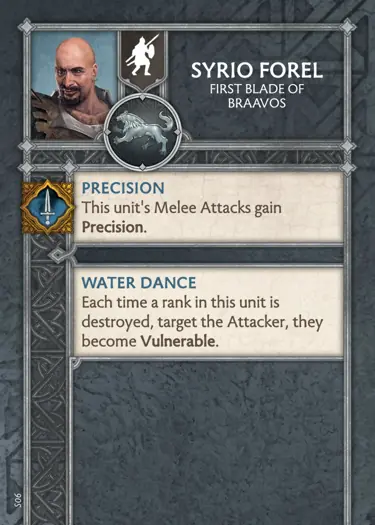 SYRIO FOREL
FIRST BLADE OF
BRAAVOS
PRECISION
This unit's Melee Attacks gain
Precision.
WATER DANCE
Each time a rank in this unit is
destroyed, target the Attacker, they
become Vulnerable.
S06